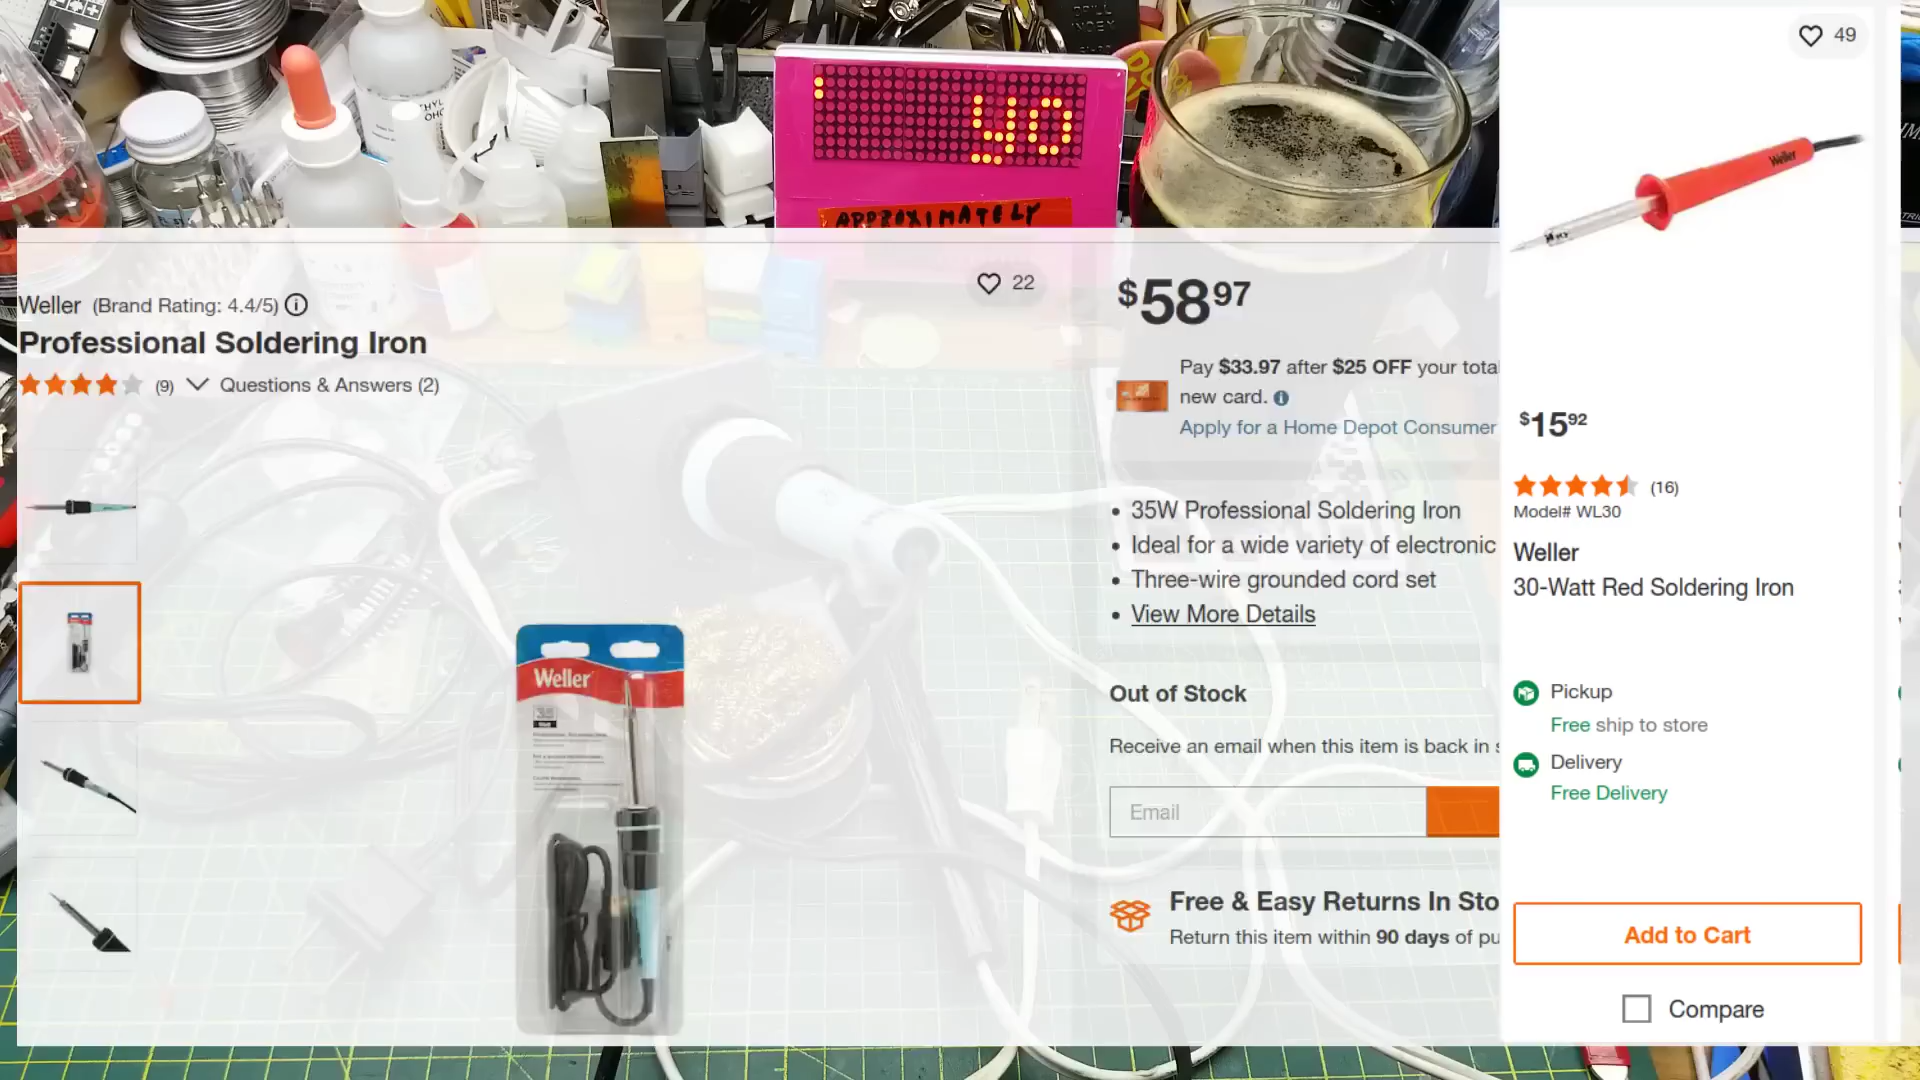 DRILL
INDEX
HYL
OHO
40
APPROXIMATELY
49
Weller
22
Weller (Brand Rating: 4.4/5)
Professional Soldering Iron
(9) Questions & Answers (2)
$58 97
Pay $33.97 after $25 OFF your total
new card.
Apply for a Home Depot Consumer
35W Professional Soldering Iron
Ideal for a wide variety of electronic
Three-wire grounded cord set
View More Details
Out of Stock
Receive an email when this item is back in s
Email
Free & Easy Returns In Sto
Return this item within 90 days of pu
Weller
$15 92
(16)
Model# WL30
Weller
30-Watt Red Soldering Iron
Pickup
Free ship to store
Delivery
Free Delivery
Add to Cart
Compare